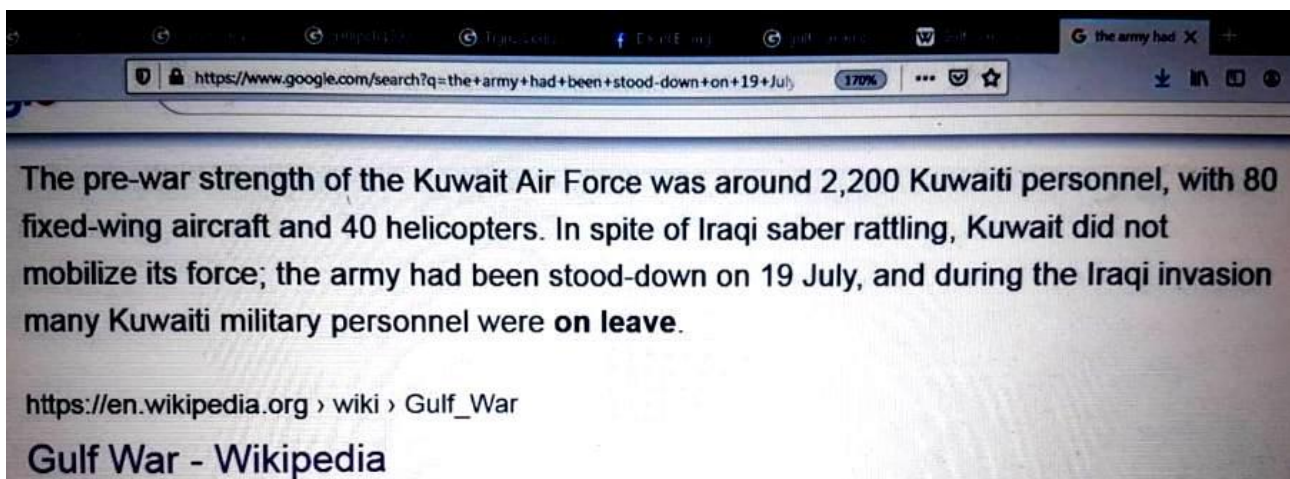 G the army had X
https://www.google.com/search?q=the+army+had+been+stood-down+on+19+July
170%
The pre-war strength of the Kuwait Air Force was around 2,200 Kuwaiti personnel, with 80
fixed-wing aircraft and 40 helicopters. In spite of Iraqi saber rattling, Kuwait did not
mobilize its force; the army had been stood-down on 19 July, and during the Iraqi invasion
many Kuwaiti military personnel were on leave.
https://en.wikipedia.org › wiki › Gulf_War
Gulf War - Wikipedia